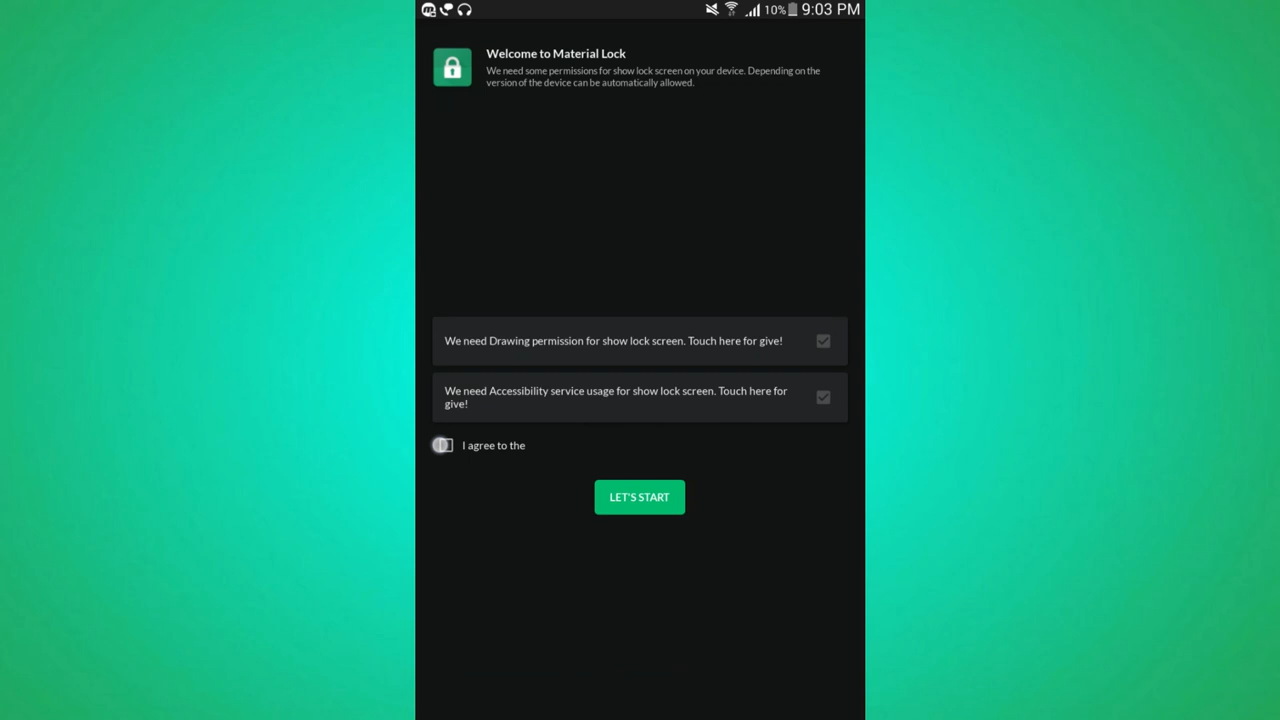 10% 9:03 PM
Welcome to Material Lock
We need some permissions for show lock screen on your device. Depending on the
version of the device can be automatically allowed.
We need Drawing permission for show lock screen. Touch here for give!
We need Accessibility service usage for show lock screen. Touch here for
give!
I agree to the
LET'S START